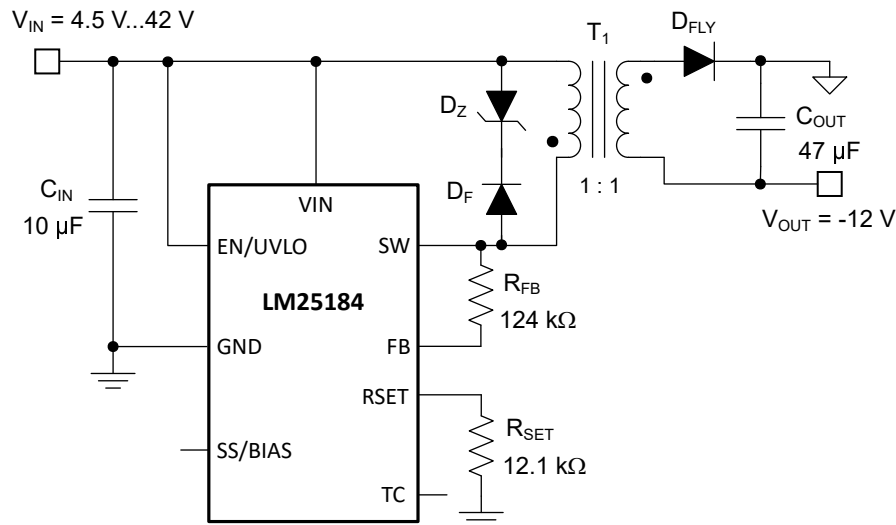 V_IN = 4.5 V...42 V
T1
D_FLY
D_Z
C_OUT
47 µF
D_F
1 : 1
C_IN
10 µF
VIN
V_OUT = -12 V
EN/UVLO
SW
R_FB
124 kΩ
LM25184
GND
FB
RSET
R_SET
12.1 kΩ
SS/BIAS
TC